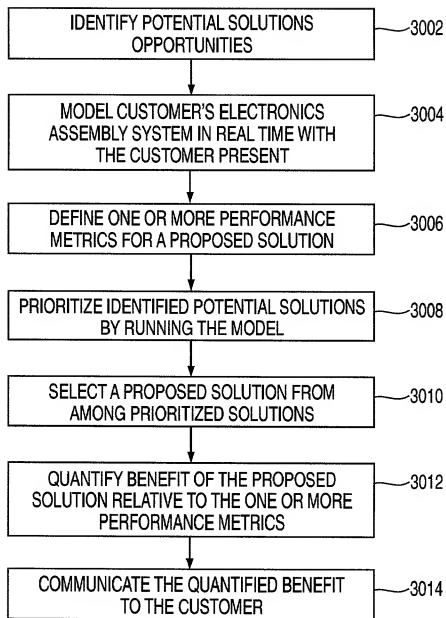 IDENTIFY POTENTIAL SOLUTIONS
OPPORTUNITIES
3002
MODEL CUSTOMER'S ELECTRONICS
ASSEMBLY SYSTEM IN REAL TIME WITH
THE CUSTOMER PRESENT
3004
DEFINE ONE OR MORE PERFORMANCE
METRICS FOR A PROPOSED SOLUTION
3006
PRIORITIZE IDENTIFIED POTENTIAL SOLUTIONS
BY RUNNING THE MODEL
3008
SELECT A PROPOSED SOLUTION FROM
AMONG PRIORITIZED SOLUTIONS
3010
QUANTIFY BENEFIT OF THE PROPOSED
SOLUTION RELATIVE TO THE ONE OR MORE
PERFORMANCE METRICS
3012
COMMUNICATE THE QUANTIFIED BENEFIT
TO THE CUSTOMER
3014